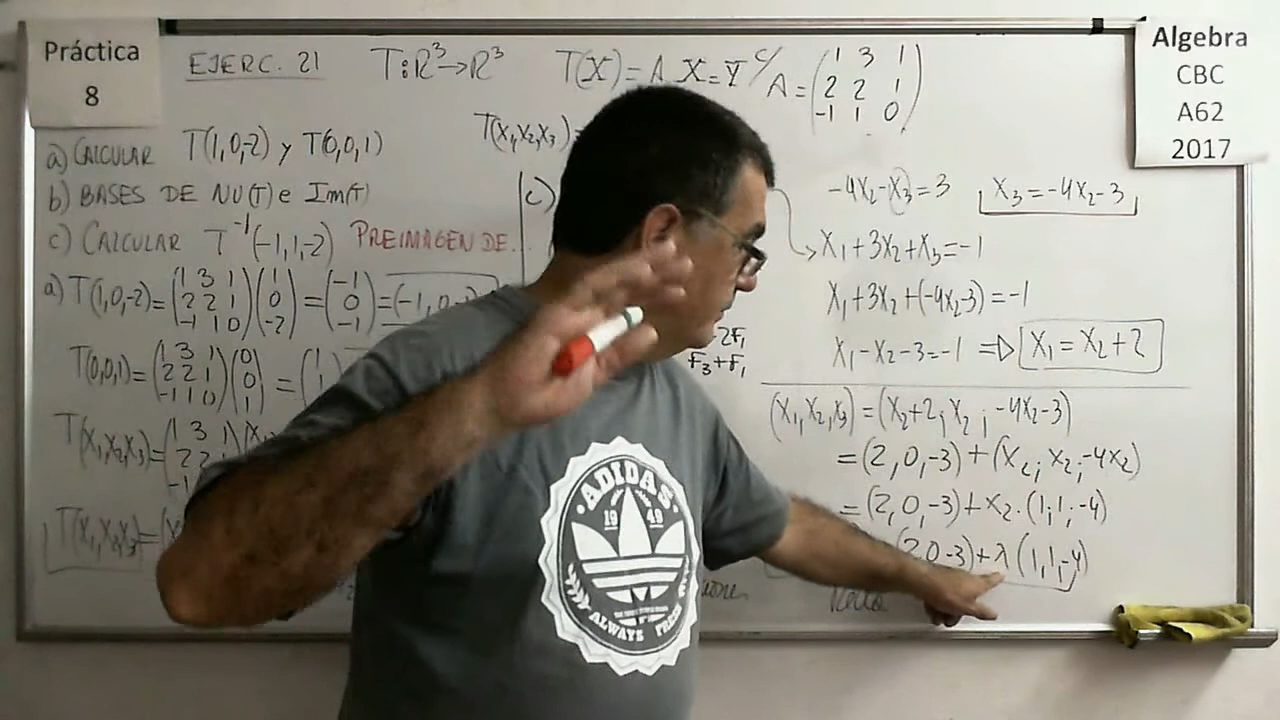 Práctica
8
EJERC. 21 T:R³→R³ T(X)=A.X=Y c/A=(1 3 1
2 2 1
-1 1 0)
Algebra
CBC
A62
2017
a) CALCULAR T(1,0,-2) y T(0,0,1)
b) BASES DE NU(T) e Im(T)
c) CALCULAR T⁻¹(-1,1,-2) PREIMAGEN DE
a) T(1,0,-2)=(1 3 1
2 2 1
-1 1 0)(1
0
-2)=(-1
0
-1)=(-1,0,
T(0,0,1)=(1 3 1
2 2 1
-1 1 0)(0
0
1)=(1
1
T(x₁,x₂,x₃)=(1 3 1
2 2
-1
T(x₁,x₂,x₃)=(x
T(x₁,x₂,x₃)
c)
-2F₁
F₃+F₁
-4x₂-x₃=3 x₃=-4x₂-3
x₁+3x₂+x₃=-1
x₁+3x₂+(-4x₂-3)=-1
x₁-x₂-3=-1 ⇒ x₁=x₂+2
(x₁,x₂,x₃)=(x₂+2; x₂; -4x₂-3)
=(2,0,-3)+(x₂; x₂; -4x₂)
=(2,0,-3)+x₂.(1;1;-4)
(2,0-3)+λ(1,1,-4)
Recta
ADIDAS
19 49
ALWAYS FRESH